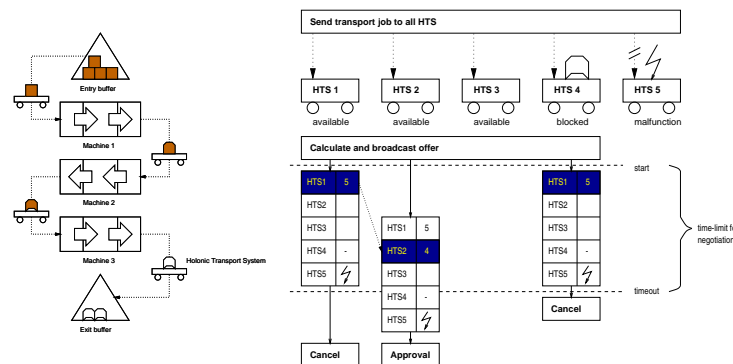 Entry buffer
Machine 1
Machine 2
Machine 3
Holonic Transport System
Exit buffer
Send transport job to all HTS
HTS 1
HTS 2
HTS 3
HTS 4
HTS 5
available
available
available
blocked
malfunction
Calculate and broadcast offer
start
HTS1 5
HTS2
HTS3
HTS4 -
HTS5
Cancel
HTS1 5
HTS2 4
HTS3
HTS4 -
HTS5
Approval
HTS1 5
HTS2
HTS3
HTS4 -
HTS5
Cancel
time-limit
negotiation
timeout